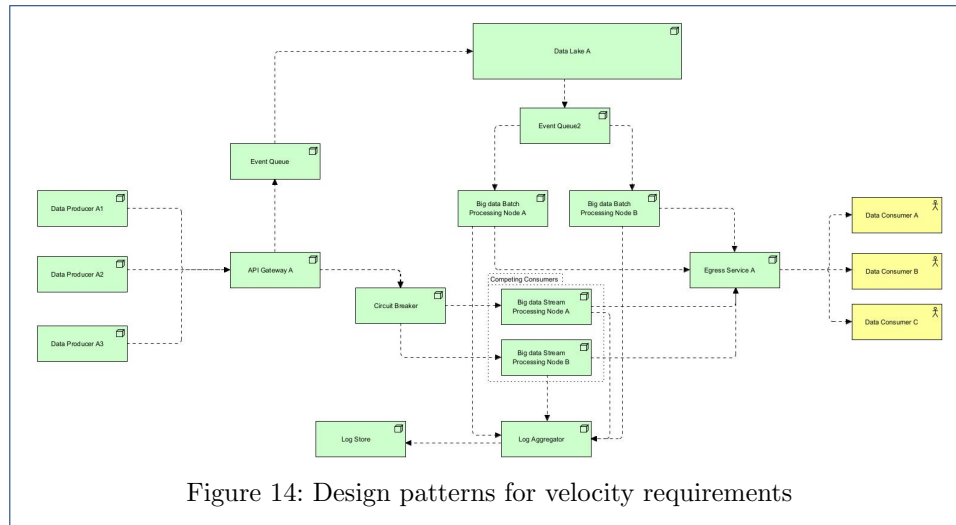 Data Lake A
Event Queue2
Event Queue
Big data Batch
Processing Node A
Big data Batch
Processing Node B
Data Producer A1
Data Consumer A
Data Producer A2
API Gateway A
Egress Service A
Data Consumer B
Competing Consumers
Circuit Breaker
Big data Stream
Processing Node A
Data Consumer C
Data Producer A3
Big data Stream
Processing Node B
Log Store
Log Aggregator
Figure 14: Design patterns for velocity requirements